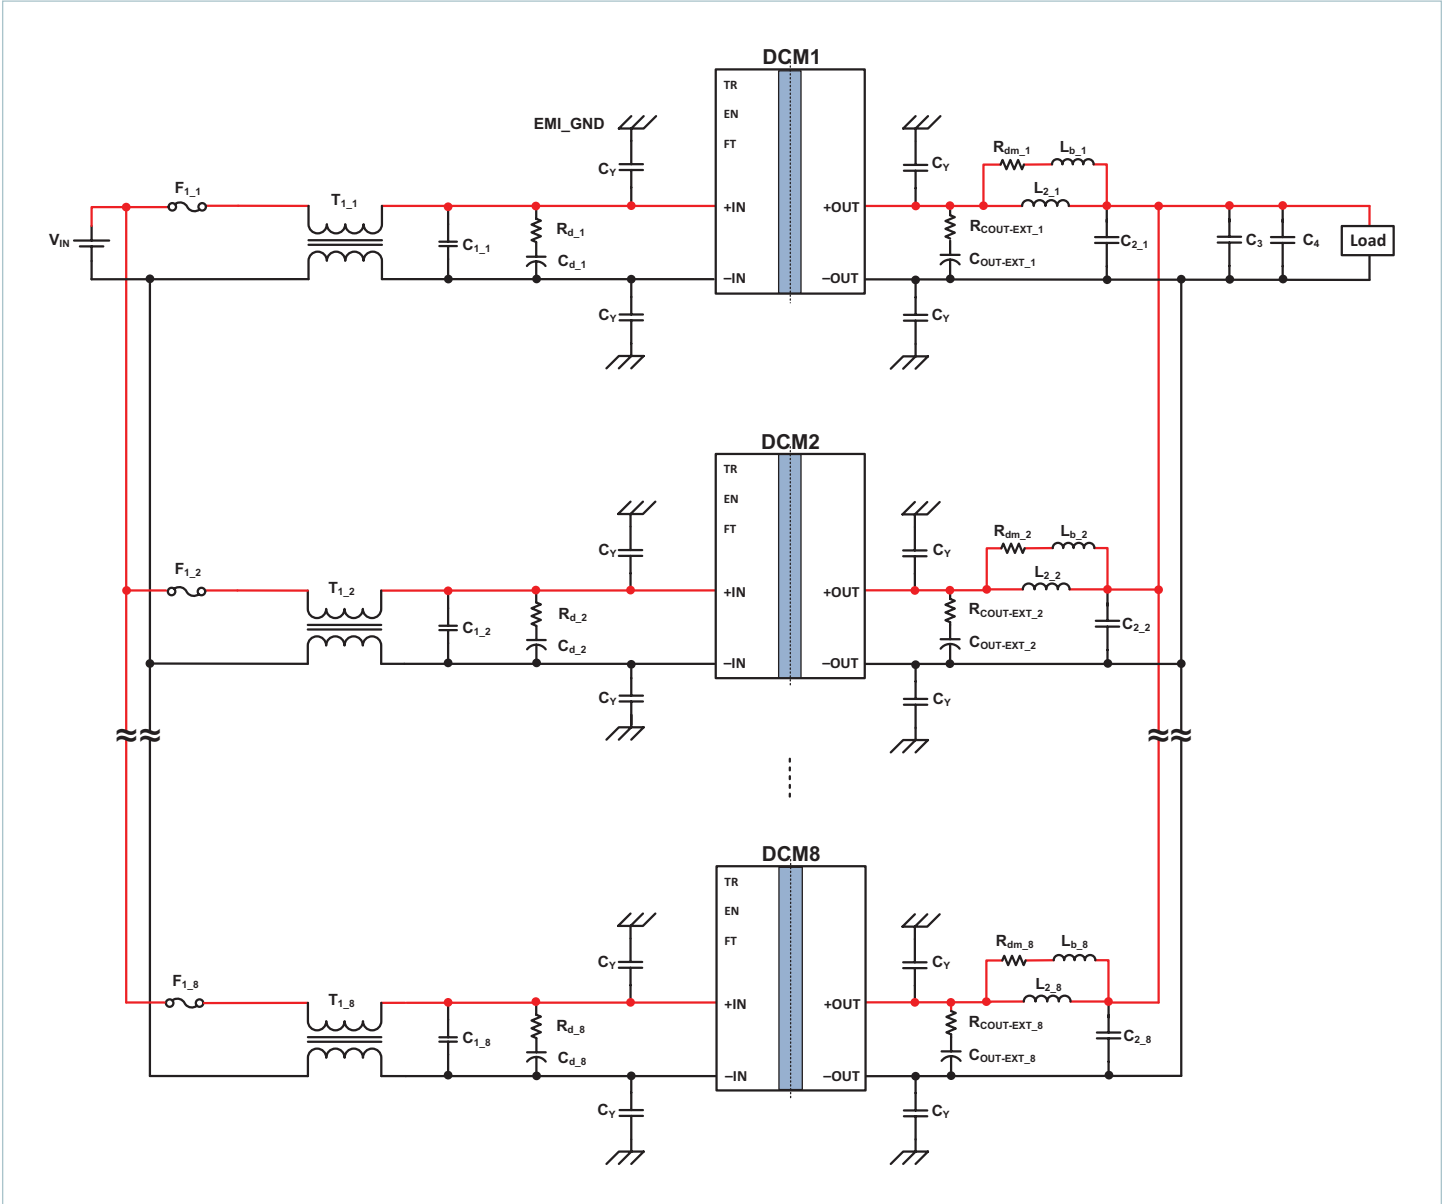 DCM1
TR
EN
FT
+IN
–IN
+OUT
–OUT
EMI_GND
CY
CY
CY
CY
VIN
F1_1
T1_1
C1_1
Rd_1
Cd_1
Rdm_1
Lb_1
L2_1
RCOUT-EXT_1
COUT-EXT_1
C2_1
C3
C4
Load
DCM2
TR
EN
FT
+IN
–IN
+OUT
–OUT
CY
CY
CY
CY
F1_2
T1_2
C1_2
Rd_2
Cd_2
Rdm_2
Lb_2
L2_2
RCOUT-EXT_2
COUT-EXT_2
C2_2
DCM8
TR
EN
FT
+IN
–IN
+OUT
–OUT
CY
CY
CY
CY
F1_8
T1_8
C1_8
Rd_8
Cd_8
Rdm_8
Lb_8
L2_8
RCOUT-EXT_8
COUT-EXT_8
C2_8